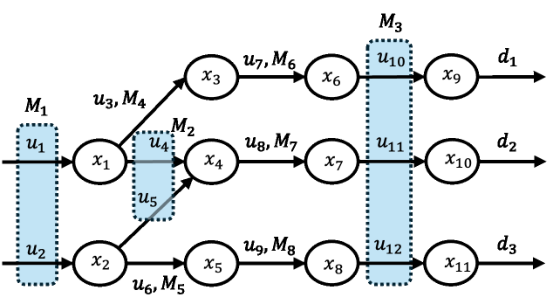 M₃
u₇, M₆
u₁₀
d₁
x₃
x₆
x₉
u₃, M₄
M₁
M₂
u₁
u₄
u₈, M₇
u₁₁
d₂
x₁
x₄
x₇
x₁₀
u₅
u₂
u₉, M₈
u₁₂
d₃
x₂
x₅
x₈
x₁₁
u₆, M₅